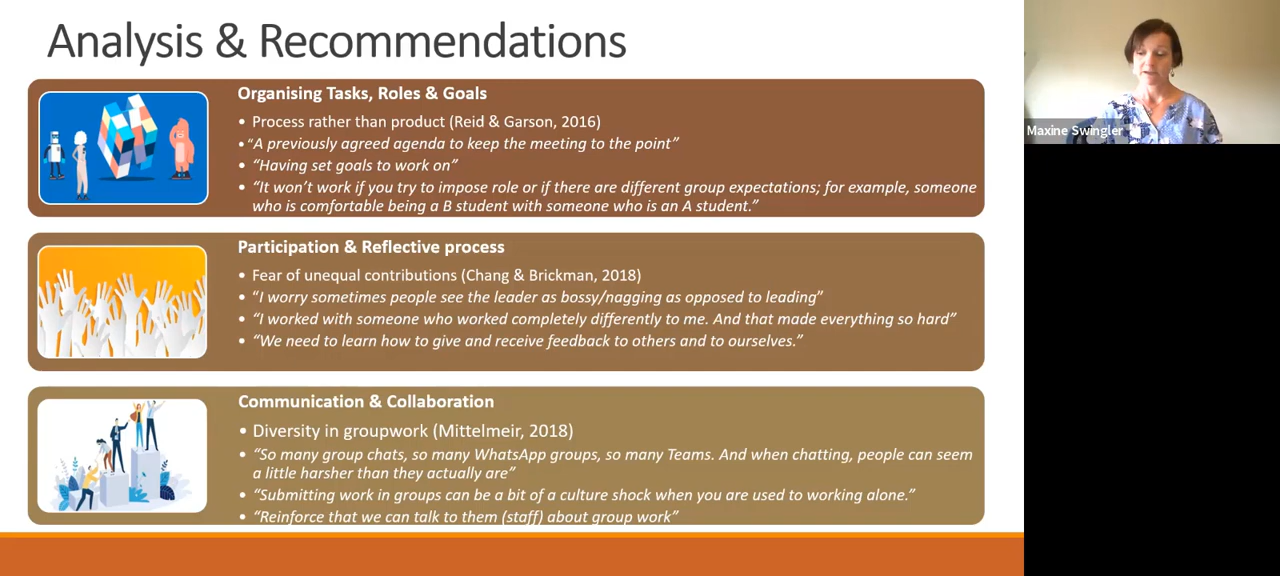 Analysis & Recommendations
Organising Tasks, Roles & Goals
• Process rather than product (Reid & Garson, 2016)
• “A previously agreed agenda to keep the meeting to the point”
• “Having set goals to work on”
• “It won’t work if you try to impose role or if there are different group expectations; for example, someone
who is comfortable being a B student with someone who is an A student.”
Participation & Reflective process
• Fear of unequal contributions (Chang & Brickman, 2018)
• “I worry sometimes people see the leader as bossy/nagging as opposed to leading”
• “I worked with someone who worked completely differently to me. And that made everything so hard”
• “We need to learn how to give and receive feedback to others and to ourselves.”
Communication & Collaboration
• Diversity in groupwork (Mittelmeir, 2018)
• “So many group chats, so many WhatsApp groups, so many Teams. And when chatting, people can seem
a little harsher than they actually are”
• “Submitting work in groups can be a bit of a culture shock when you are used to working alone.”
• “Reinforce that we can talk to them (staff) about group work”
Maxine Swingler